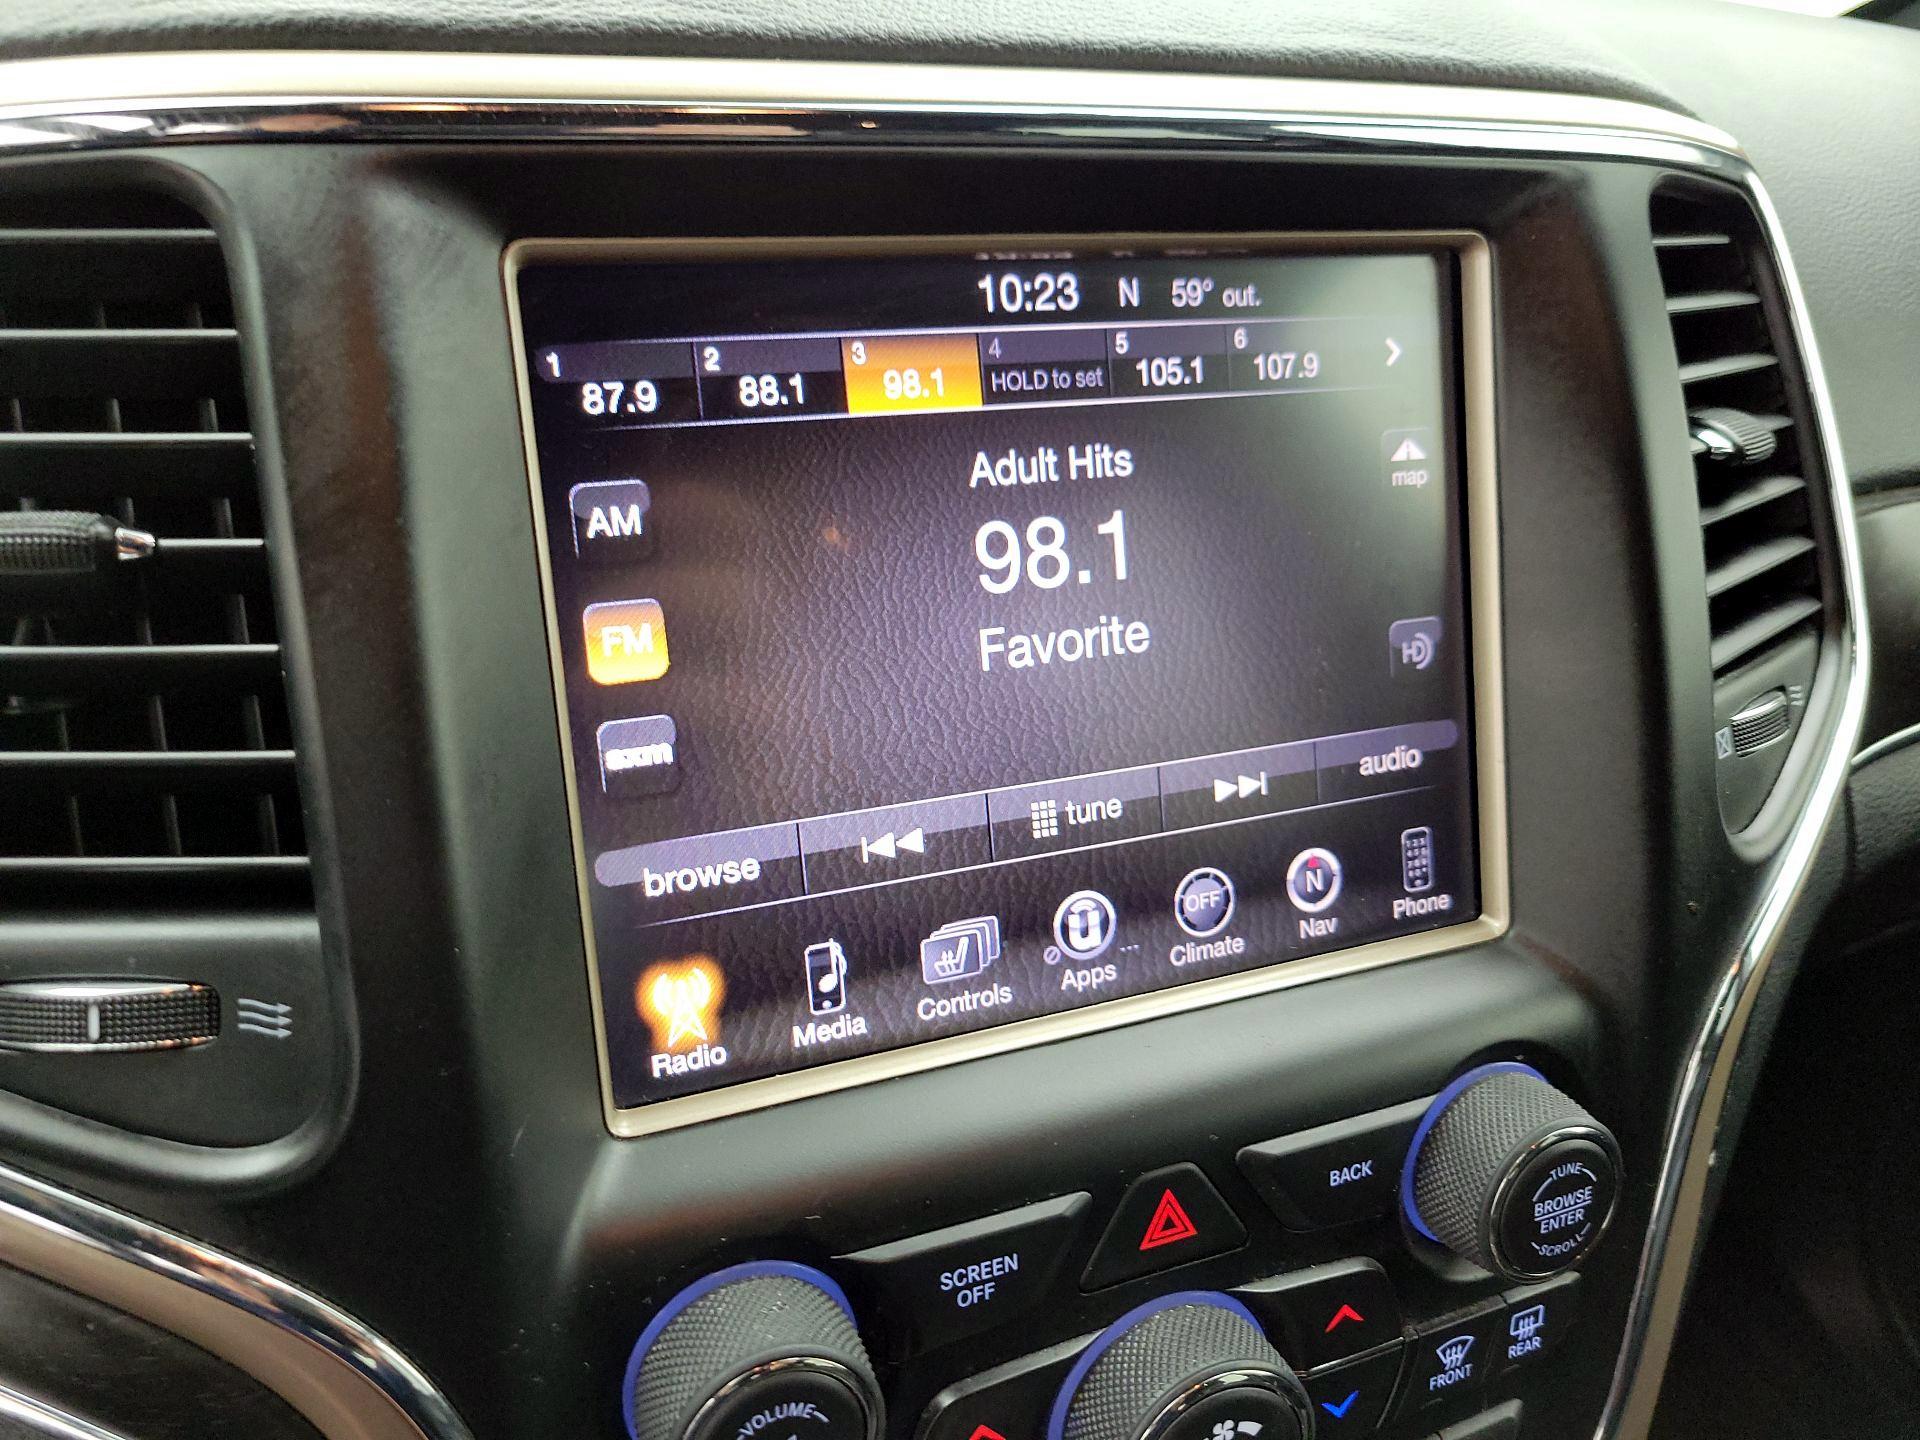 10:23 N 59° out.
1 2 3 4 5 6
87.9 88.1 98.1 HOLD to set 105.1 107.9
Adult Hits
map
AM
98.1
FM
Favorite
HD
sxm
audio
tune
browse
OFF
N
Phone
Nav
Climate
Apps
Controls
Media
Radio
BACK
TUNE
BROWSE
ENTER
SCROLL
SCREEN
OFF
REAR
FRONT
VOLUME